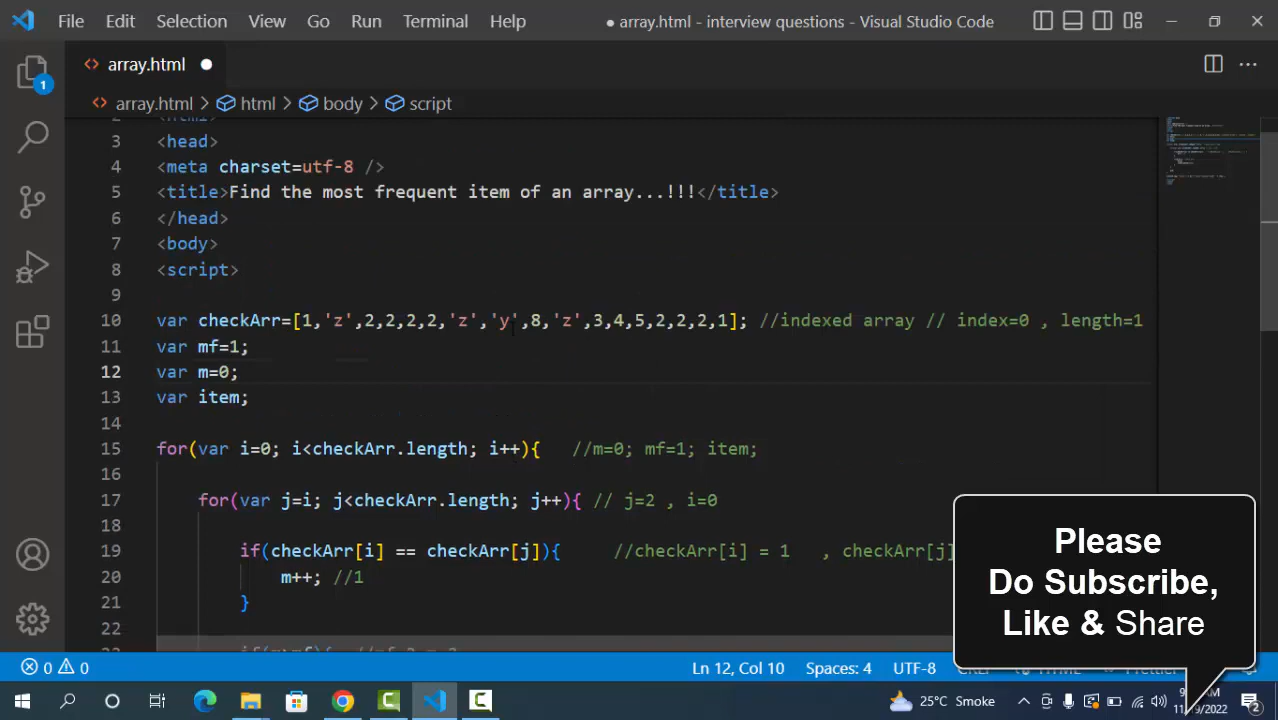 File Edit Selection View Go Run Terminal Help
● array.html - interview questions - Visual Studio Code
<> array.html ●
<> array.html > html > body > script
1
3 <head>
4 <meta charset=utf-8 />
5 <title>Find the most frequent item of an array...!!!</title>
6 </head>
7 <body>
8 <script>
9
10 var checkArr=[1,'z',2,2,2,2,'z','y',8,'z',3,4,5,2,2,2,1]; //indexed array // index=0 , length=1
11 var mf=1;
12 var m=0;
13 var item;
14
15 for(var i=0; i<checkArr.length; i++){ //m=0; mf=1; item;
16
17 for(var j=i; j<checkArr.length; j++){ // j=2 , i=0
18
19 if(checkArr[i] == checkArr[j]){ //checkArr[i] = 1 , checkArr[j]
20 m++; //1
21 }
22
Please
Do Subscribe,
Like & Share
0 0
Ln 12, Col 10 Spaces: 4 UTF-8
25°C Smoke
2